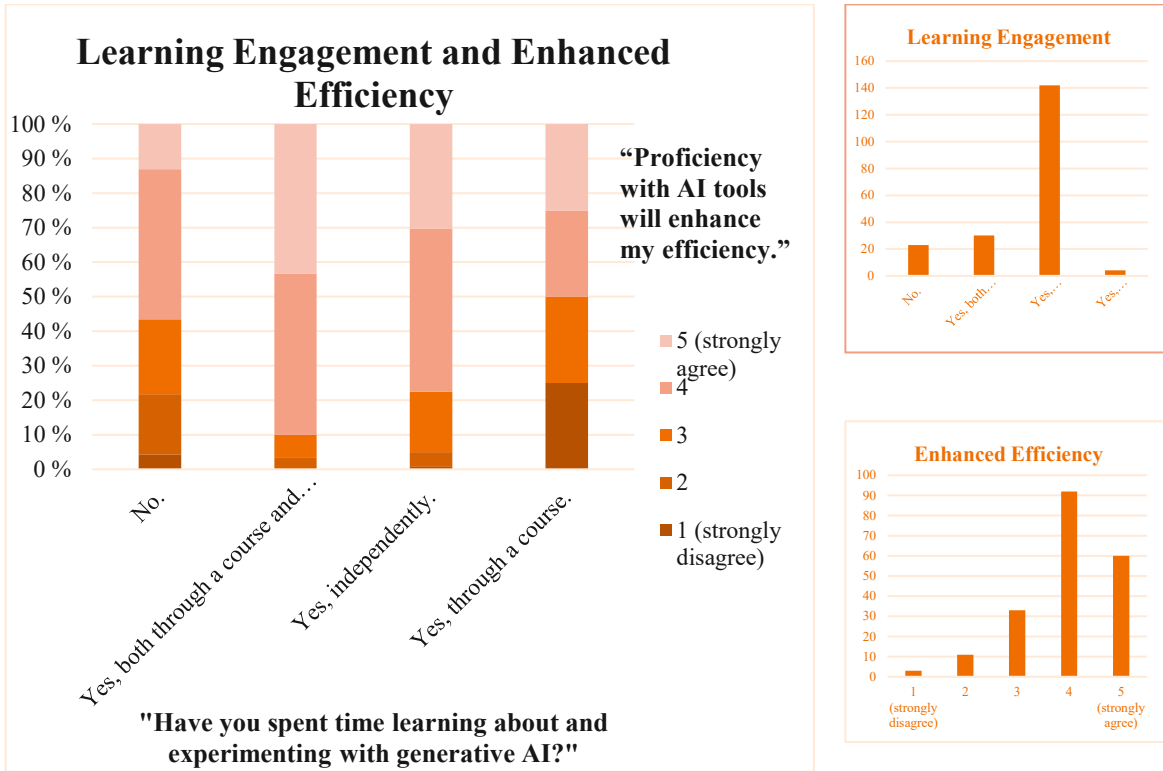 Learning Engagement and Enhanced
Efficiency
100 %
90 %
80 %
70 %
60 %
50 %
40 %
30 %
20 %
10 %
0 %
No.
Yes, both through a course and…
Yes, independently.
Yes, through a course.
"Have you spent time learning about and
experimenting with generative AI?"
“Proficiency
with AI tools
will enhance
my efficiency.”
5 (strongly
agree)
4
3
2
1 (strongly
disagree)
Learning Engagement
160
140
120
100
80
60
40
20
0
No.
Yes, both…
Yes,…
Yes,…
Enhanced Efficiency
100
90
80
70
60
50
40
30
20
10
0
1
(strongly
disagree)
2
3
4
5
(strongly
agree)